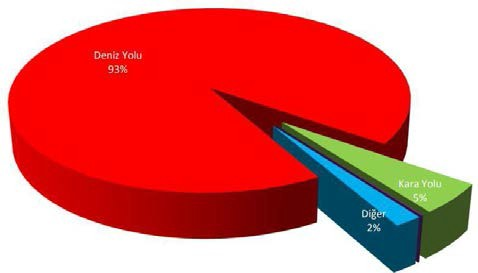 Deniz Yolu
93%
Kara Yolu
5%
Diğer
2%